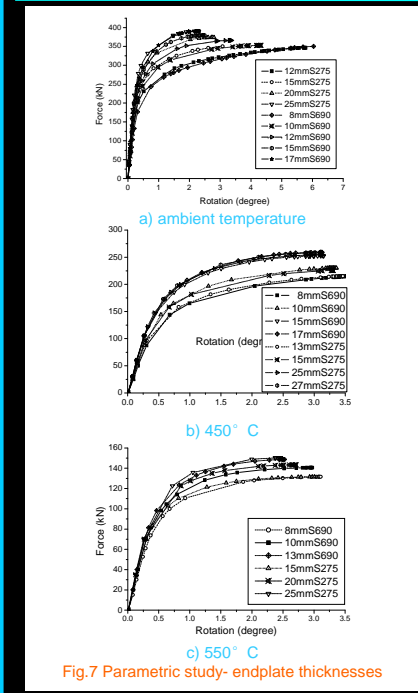 400
350
300
250
200
150
100
50
0
Force (kN)
0 1 2 3 4 5 6 7
Rotation (degree)
12mmS275
15mmS275
20mmS275
25mmS275
8mmS690
10mmS690
12mmS690
15mmS690
17mmS690
a) ambient temperature
300
250
200
150
100
50
0
0.0 0.5 1.0 1.5 2.0 2.5 3.0 3.5
Rotation (degr
8mmS690
10mmS690
15mmS690
17mmS690
13mmS275
15mmS275
25mmS275
27mmS275
b) 450° C
160
140
120
100
80
60
40
20
0
Force (kN)
0.0 0.5 1.0 1.5 2.0 2.5 3.0 3.5
Rotation (degree)
8mmS690
10mmS690
13mmS690
15mmS275
20mmS275
25mmS275
c) 550° C
Fig.7 Parametric study- endplate thicknesses